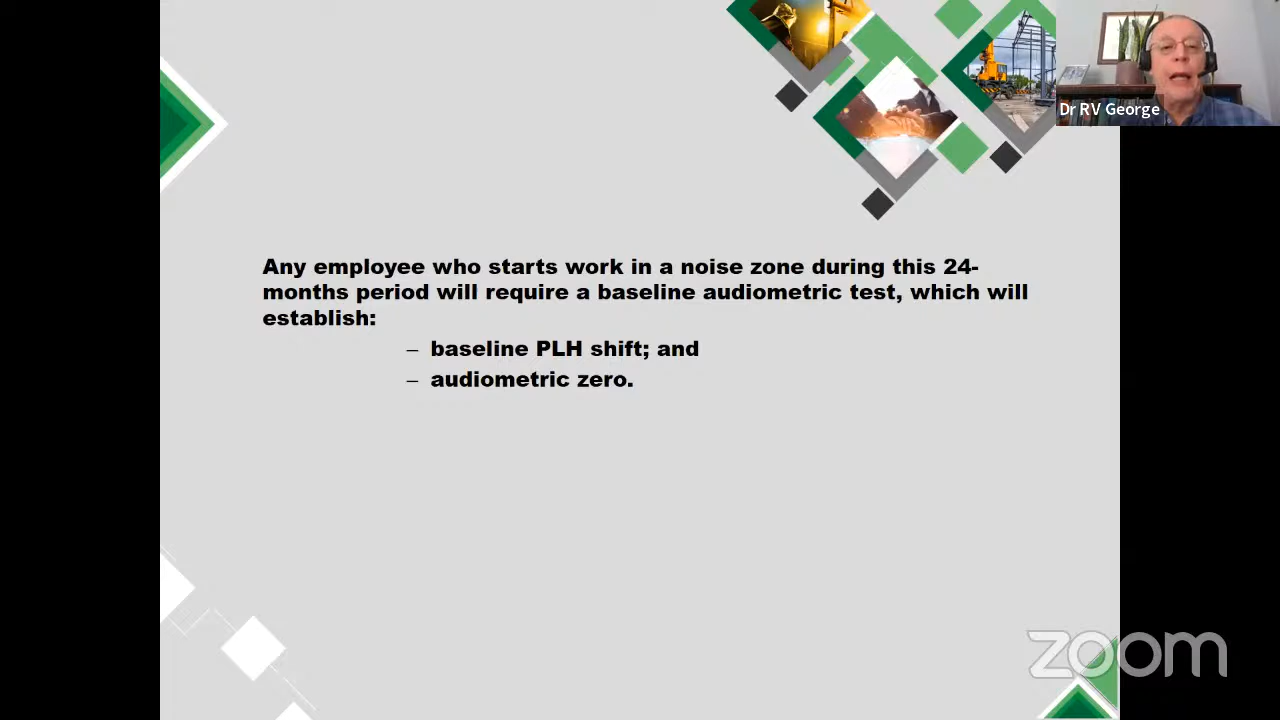 Dr RV George
Any employee who starts work in a noise zone during this 24-
months period will require a baseline audiometric test, which will
establish:
– baseline PLH shift; and
– audiometric zero.
zoom